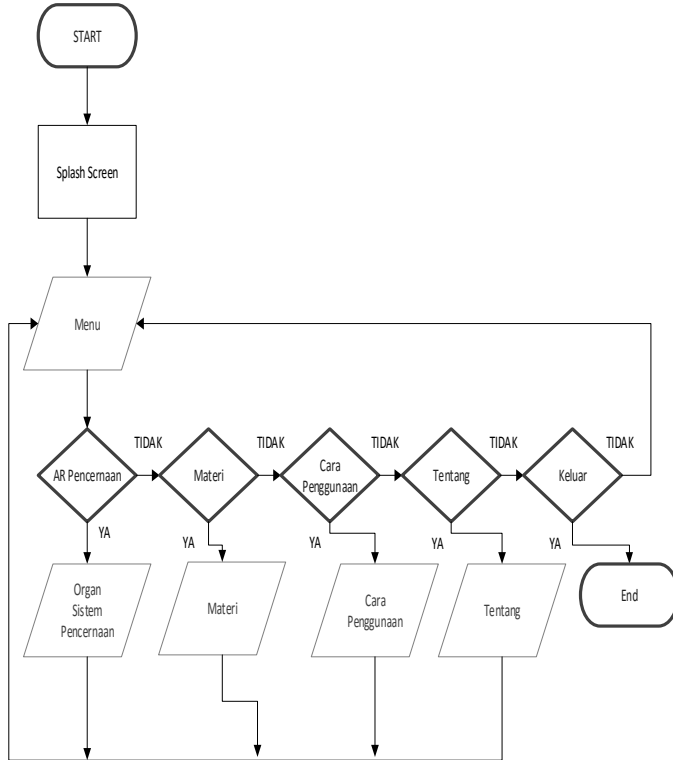 START
Splash Screen
Menu
TIDAK
TIDAK
TIDAK
TIDAK
TIDAK
AR Pencernaan
Materi
Cara
Penggunaan
Tentang
Keluar
YA
YA
YA
YA
YA
Organ
Sistem
Pencernaan
Materi
Cara
Penggunaan
Tentang
End